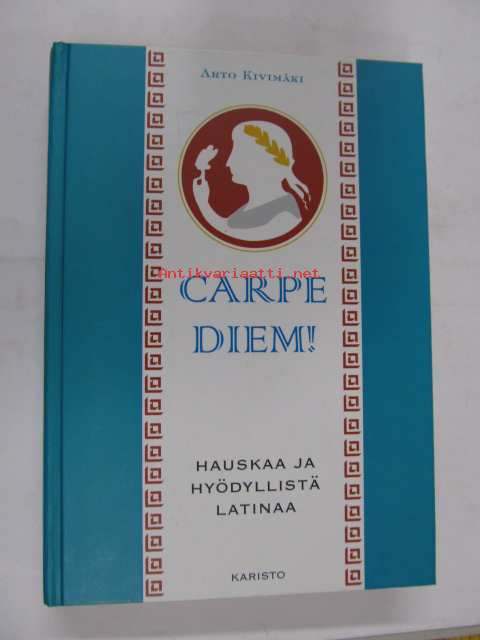 Arto Kivimäki
Antikvariaatti.net
CARPE
DIEM!
HAUSKAA JA
HYÖDYLLISTÄ
LATINAA
KARISTO